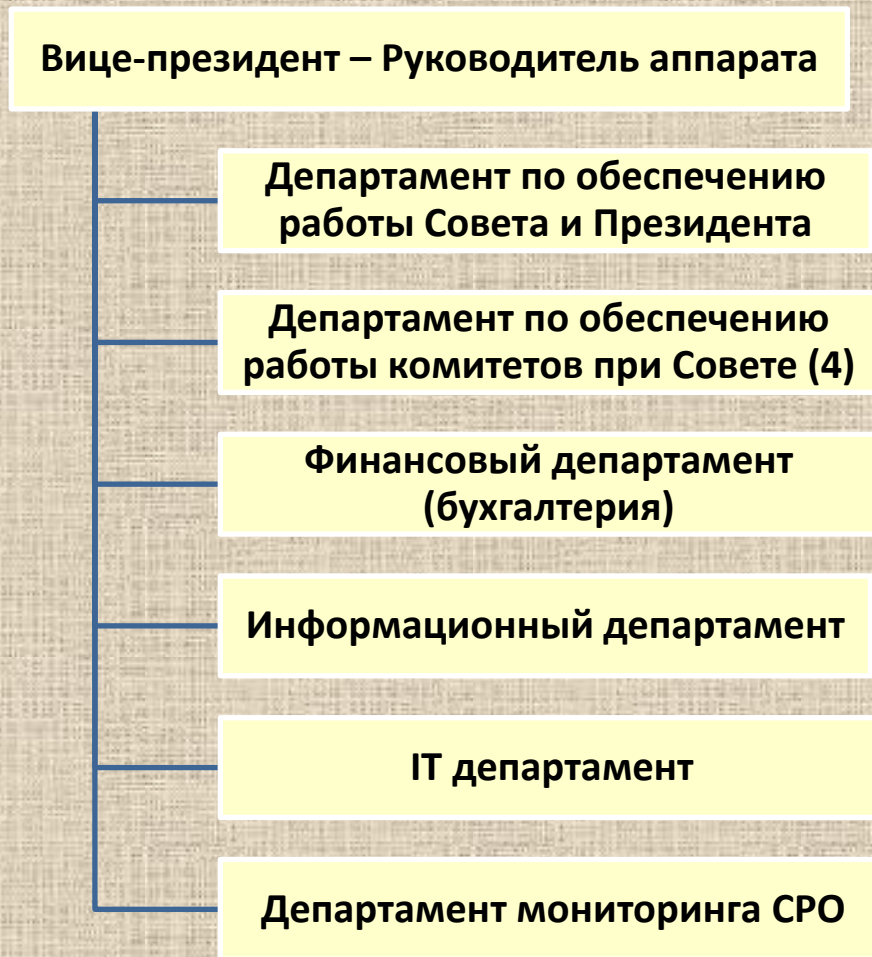 Вице-президент – Руководитель аппарата
Департамент по обеспечению
работы Совета и Президента
Департамент по обеспечению
работы комитетов при Совете (4)
Финансовый департамент
(бухгалтерия)
Информационный департамент
IT департамент
Департамент мониторинга СРО